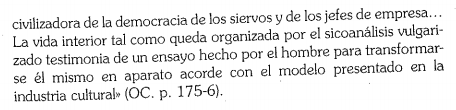 civilizadora de la democracia de los siervos y de los jefes de empresa...
La vida interior tal como queda organizada por el sicoanálisis vulgari-
zado testimonia de un ensayo hecho por el hombre para transformar-
se él mismo en aparato acorde con el modelo presentado en la
industria cultural» (OC. p. 175-6).